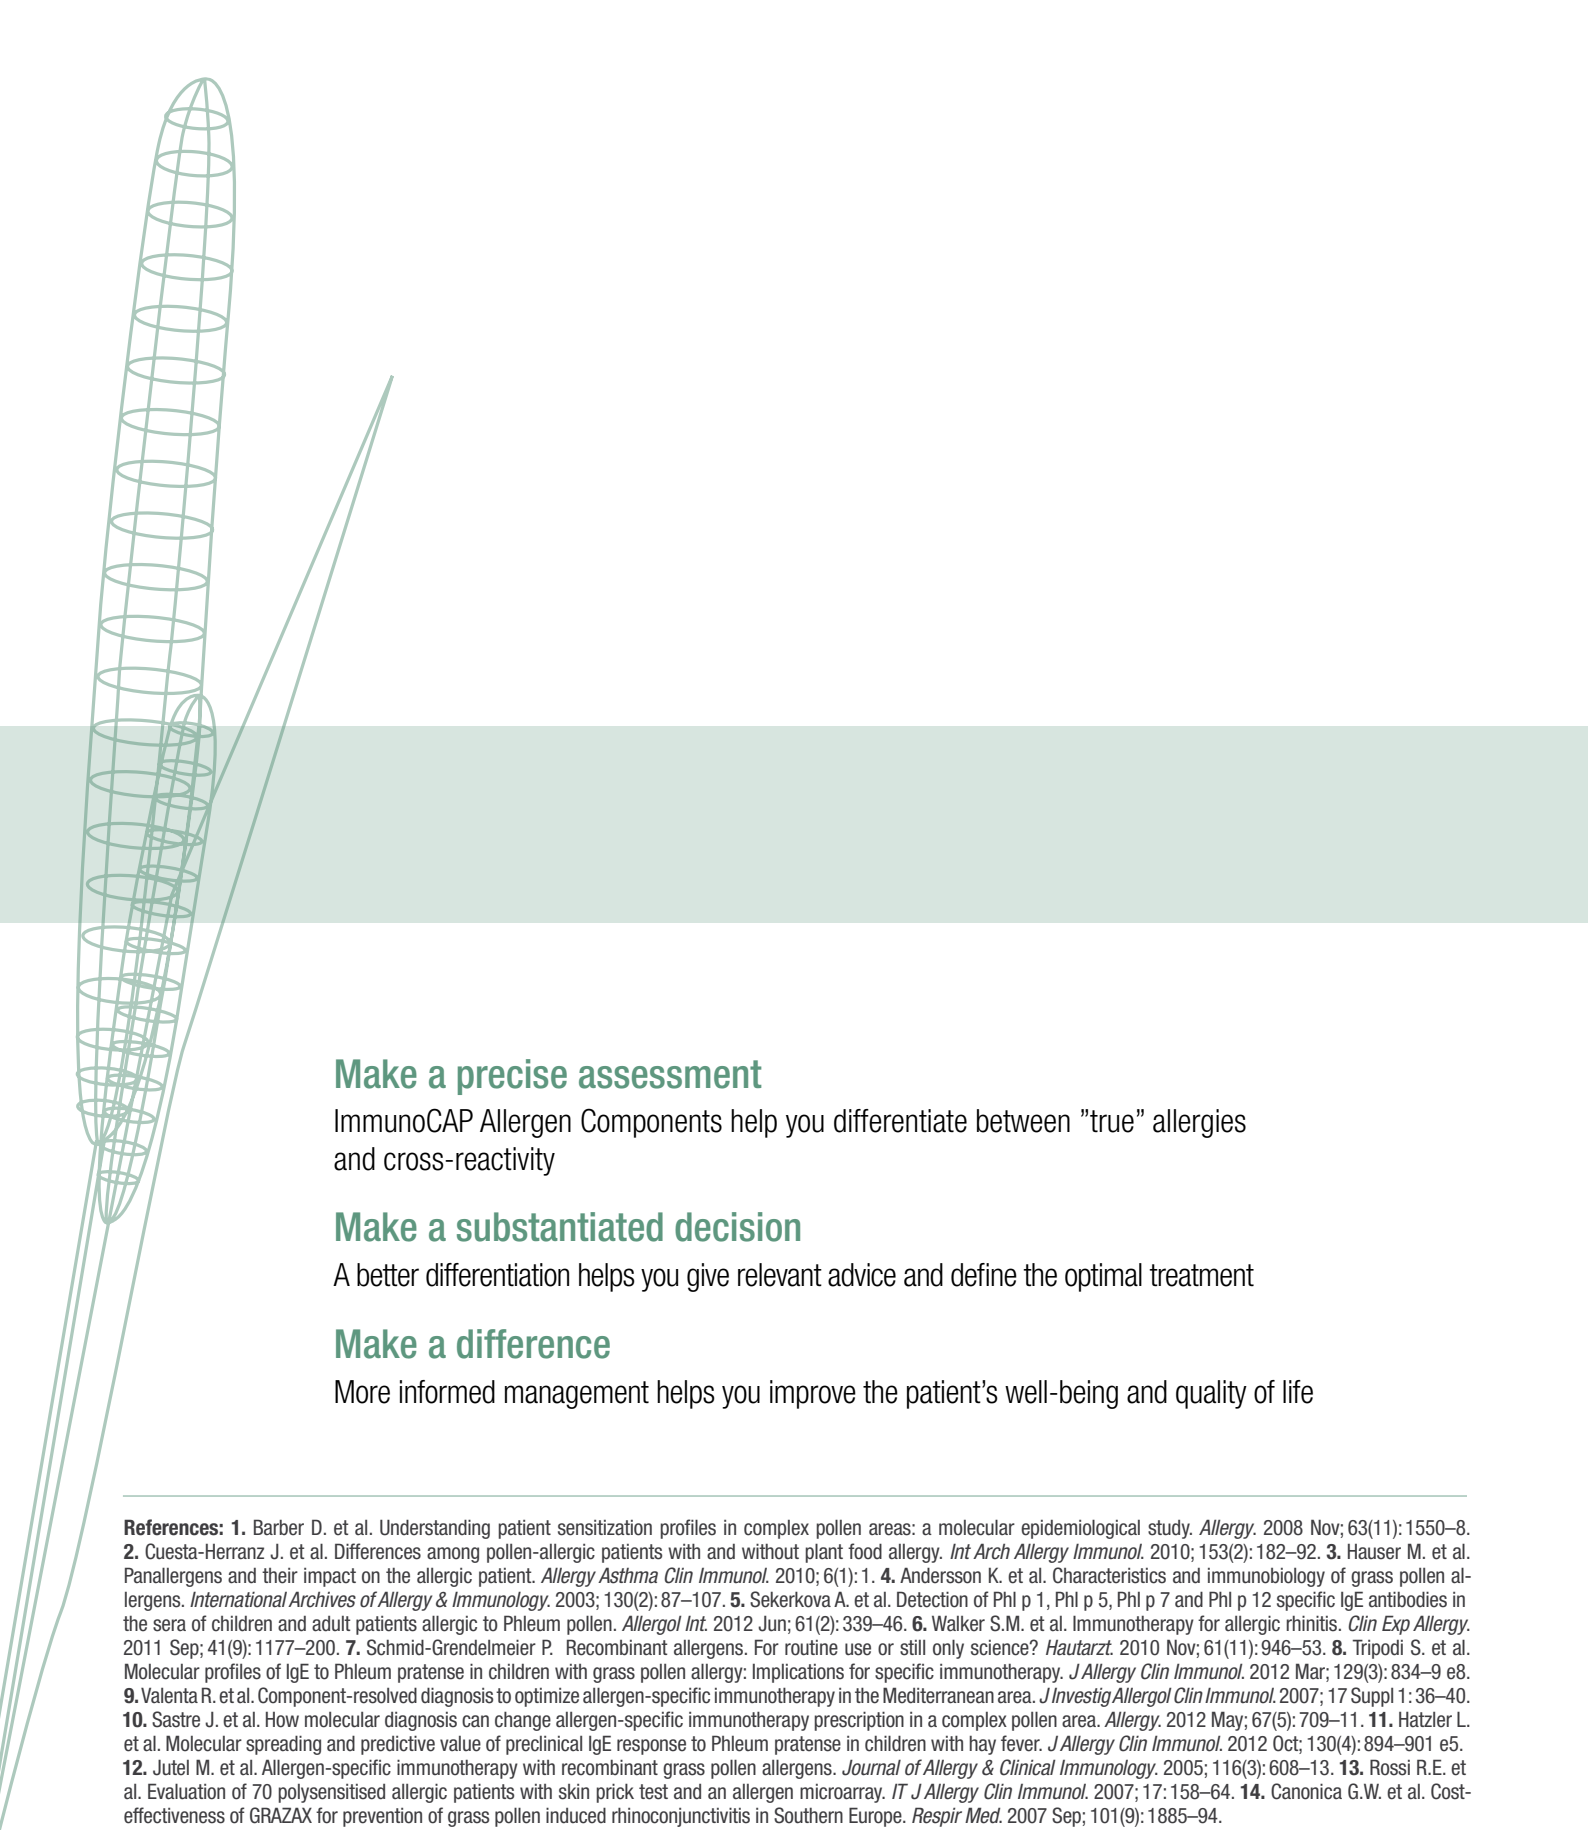 Make a precise assessment
ImmunoCAP Allergen Components help you differentiate between ”true” allergies
and cross-reactivity
Make a substantiated decision
A better differentiation helps you give relevant advice and define the optimal treatment
Make a difference
More informed management helps you improve the patient’s well-being and quality of life
References: 1. Barber D. et al. Understanding patient sensitization profiles in complex pollen areas: a molecular epidemiological study. Allergy. 2008 Nov; 63(11): 1550–8.
2. Cuesta-Herranz J. et al. Differences among pollen-allergic patients with and without plant food allergy. Int Arch Allergy Immunol. 2010; 153(2): 182–92. 3. Hauser M. et al.
Panallergens and their impact on the allergic patient. Allergy Asthma Clin Immunol. 2010; 6(1): 1. 4. Andersson K. et al. Characteristics and immunobiology of grass pollen al-
lergens. International Archives of Allergy & Immunology. 2003; 130(2): 87–107. 5. Sekerkova A. et al. Detection of Phl p 1, Phl p 5, Phl p 7 and Phl p 12 specific IgE antibodies in
the sera of children and adult patients allergic to Phleum pollen. Allergol Int. 2012 Jun; 61(2): 339–46. 6. Walker S.M. et al. Immunotherapy for allergic rhinitis. Clin Exp Allergy.
2011 Sep; 41(9): 1177–200. 7. Schmid-Grendelmeier P. Recombinant allergens. For routine use or still only science? Hautarzt. 2010 Nov; 61(11): 946–53. 8. Tripodi S. et al.
Molecular profiles of IgE to Phleum pratense in children with grass pollen allergy: Implications for specific immunotherapy. J Allergy Clin Immunol. 2012 Mar; 129(3): 834–9 e8.
9. Valenta R. et al. Component-resolved diagnosis to optimize allergen-specific immunotherapy in the Mediterranean area. J Investig Allergol Clin Immunol. 2007; 17 Suppl 1: 36–40.
10. Sastre J. et al. How molecular diagnosis can change allergen-specific immunotherapy prescription in a complex pollen area. Allergy. 2012 May; 67(5): 709–11. 11. Hatzler L.
et al. Molecular spreading and predictive value of preclinical IgE response to Phleum pratense in children with hay fever. J Allergy Clin Immunol. 2012 Oct; 130(4): 894–901 e5.
12. Jutel M. et al. Allergen-specific immunotherapy with recombinant grass pollen allergens. Journal of Allergy & Clinical Immunology. 2005; 116(3): 608–13. 13. Rossi R.E. et
al. Evaluation of 70 polysensitised allergic patients with skin prick test and an allergen microarray. IT J Allergy Clin Immunol. 2007; 17: 158–64. 14. Canonica G.W. et al. Cost-
effectiveness of GRAZAX for prevention of grass pollen induced rhinoconjunctivitis in Southern Europe. Respir Med. 2007 Sep; 101(9): 1885–94.